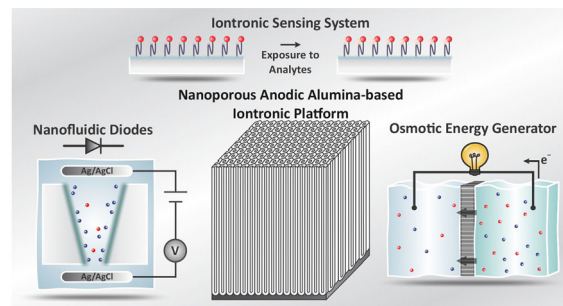 Iontronic Sensing System
Exposure to
Analytes
Nanoporous Anodic Alumina-based
Iontronic Platform
Nanofluidic Diodes
Osmotic Energy Generator
Ag/AgCl
V
Ag/AgCl
e⁻